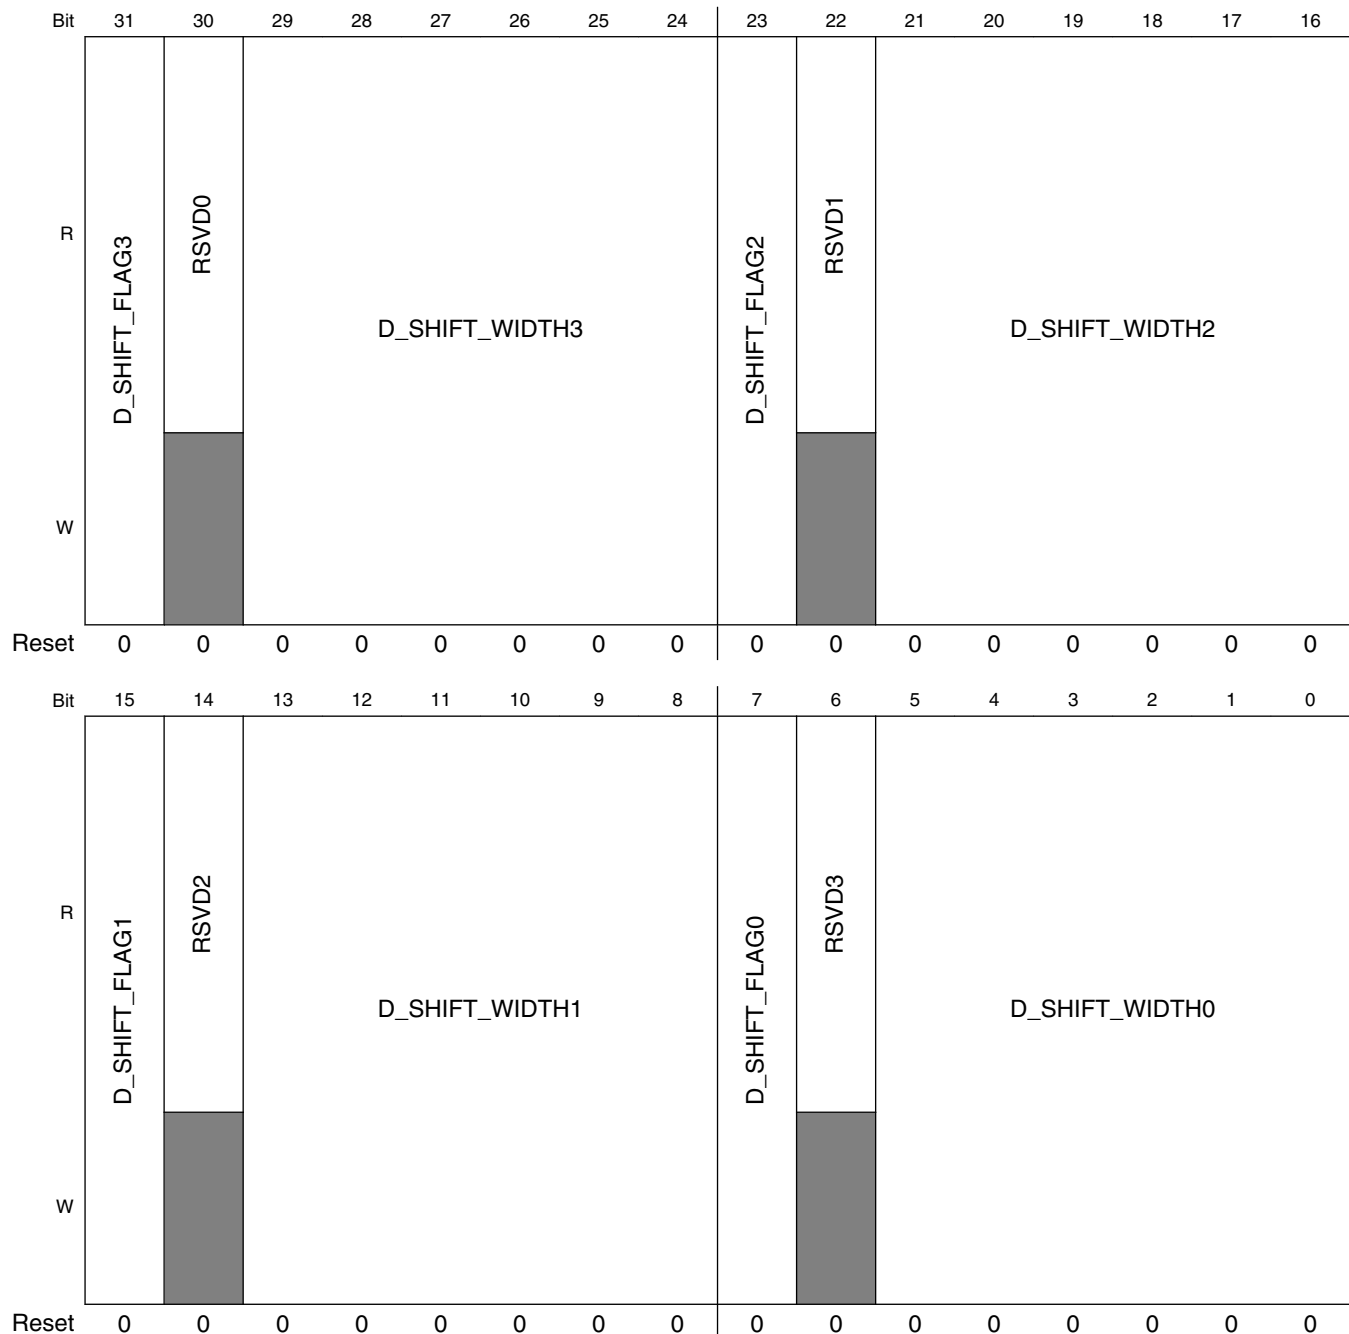 Bit 31 30 29 28 27 26 25 24 23 22 21 20 19 18 17 16
R
W
D_SHIFT_FLAG3
RSVD0
D_SHIFT_WIDTH3
D_SHIFT_FLAG2
RSVD1
D_SHIFT_WIDTH2
Reset 0 0 0 0 0 0 0 0 0 0 0 0 0 0 0 0
Bit 15 14 13 12 11 10 9 8 7 6 5 4 3 2 1 0
R
W
D_SHIFT_FLAG1
RSVD2
D_SHIFT_WIDTH1
D_SHIFT_FLAG0
RSVD3
D_SHIFT_WIDTH0
Reset 0 0 0 0 0 0 0 0 0 0 0 0 0 0 0 0